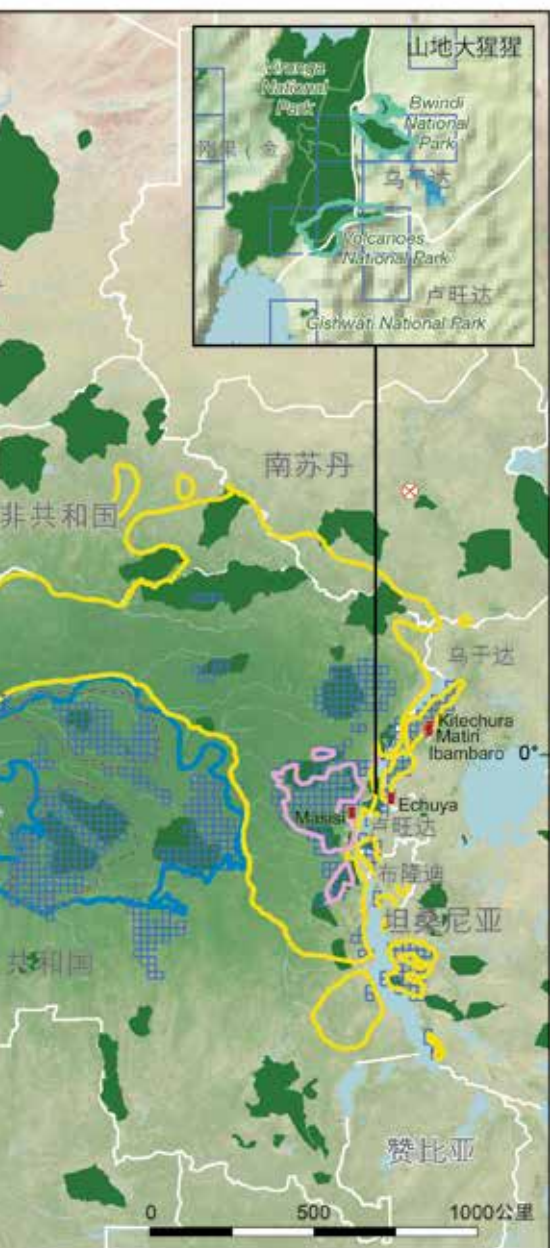 山地大猩猩
Virunga
National
Park
Bwindi
National
Park
刚果（金
乌干达
Volcanoes
National Park
卢旺达
Gishwati National Park
南苏丹
非共和国
乌干达
Kitechura
Matiri
Ibambaro
0°
Echuya
Masisi
卢旺达
布隆迪
坦桑尼亚
共和国
赞比亚
0 500 1000公里